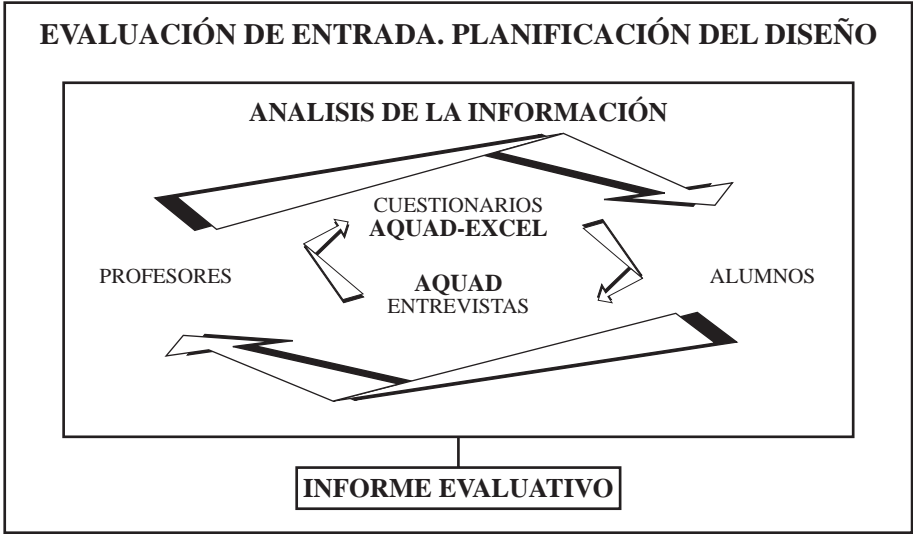 EVALUACIÓN DE ENTRADA. PLANIFICACIÓN DEL DISEÑO
ANALISIS DE LA INFORMACIÓN
CUESTIONARIOS
AQUAD-EXCEL
PROFESORES
AQUAD
ENTREVISTAS
ALUMNOS
INFORME EVALUATIVO